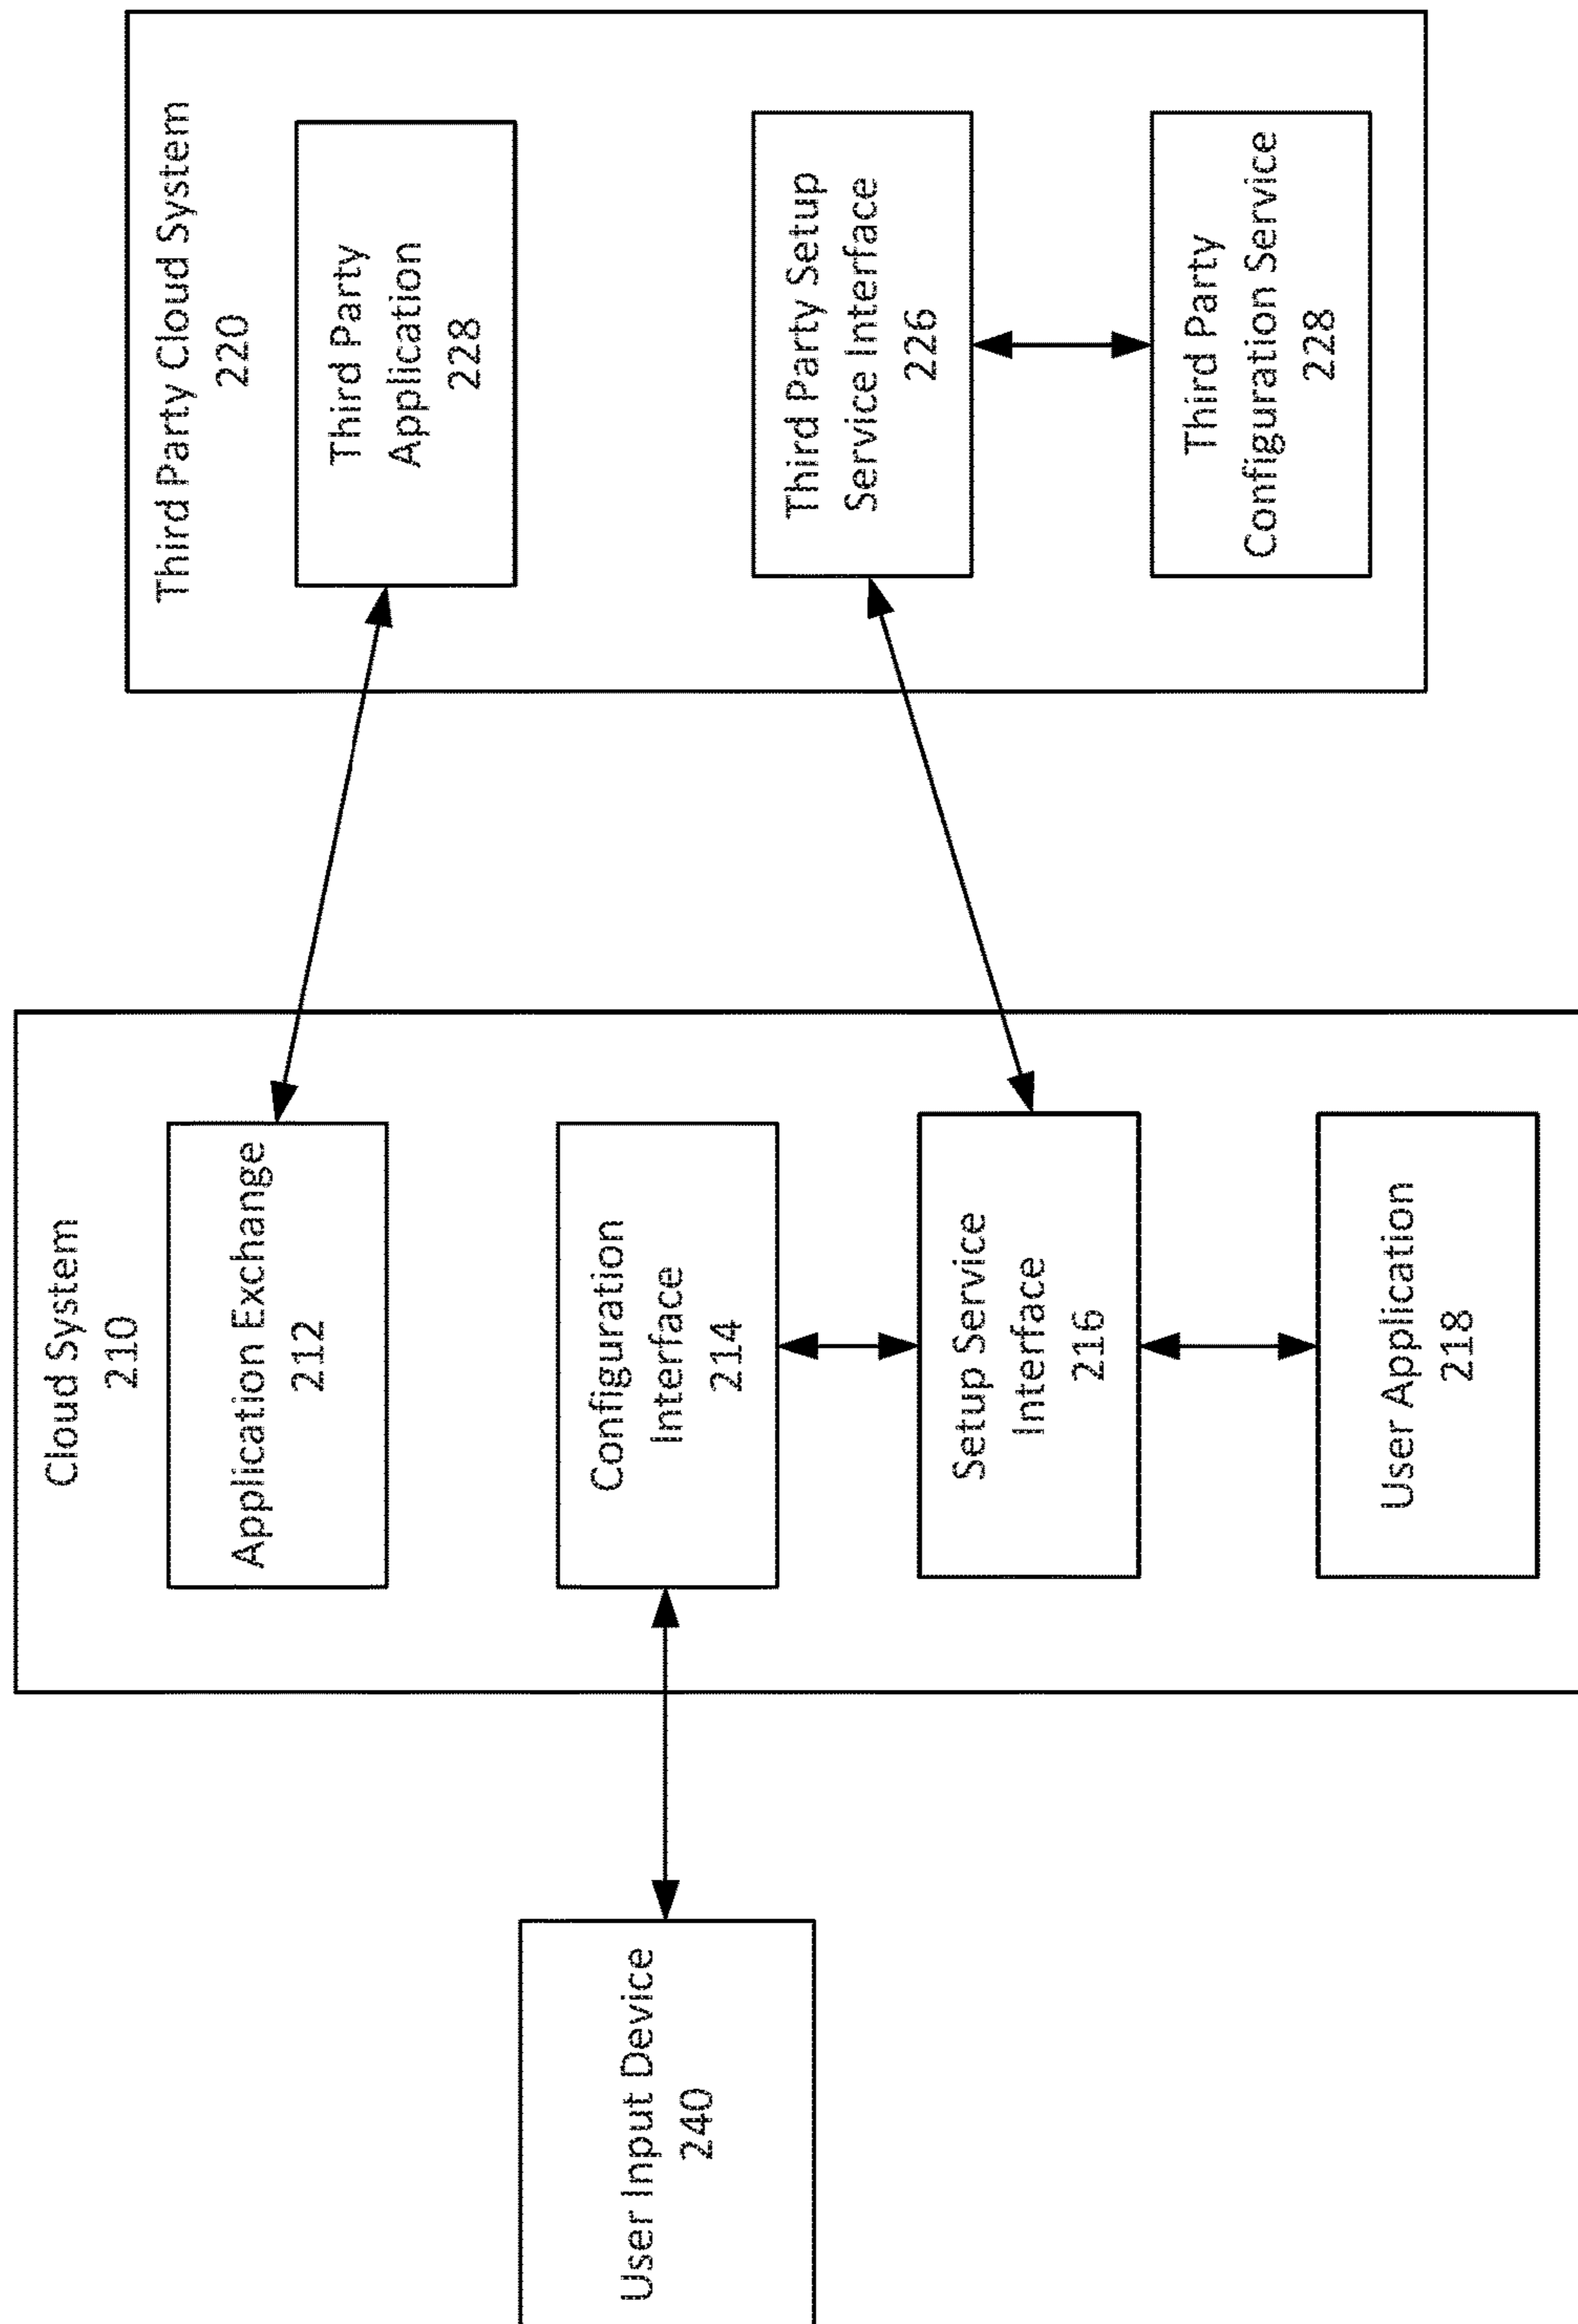 User Input Device
240
Cloud System
210
Application Exchange
212
Configuration
Interface
214
Setup Service
Interface
216
User Application
218
Third Party Cloud System
220
Third Party
Application
228
Third Party Setup
Service Interface
226
Third Party
Configuration Service
228